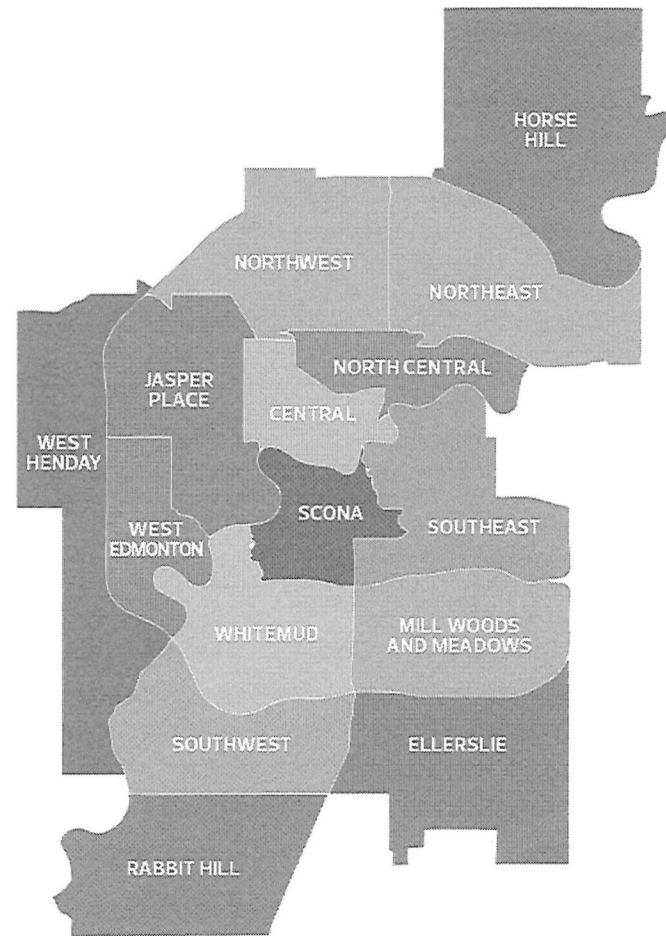 HORSE
HILL
NORTHWEST
NORTHEAST
NORTH CENTRAL
JASPER
PLACE
CENTRAL
WEST
HENDAY
SCONA
SOUTHEAST
WEST
EDMONTON
WHITEMUD
MILL WOODS
AND MEADOWS
SOUTHWEST
ELLERSLIE
RABBIT HILL